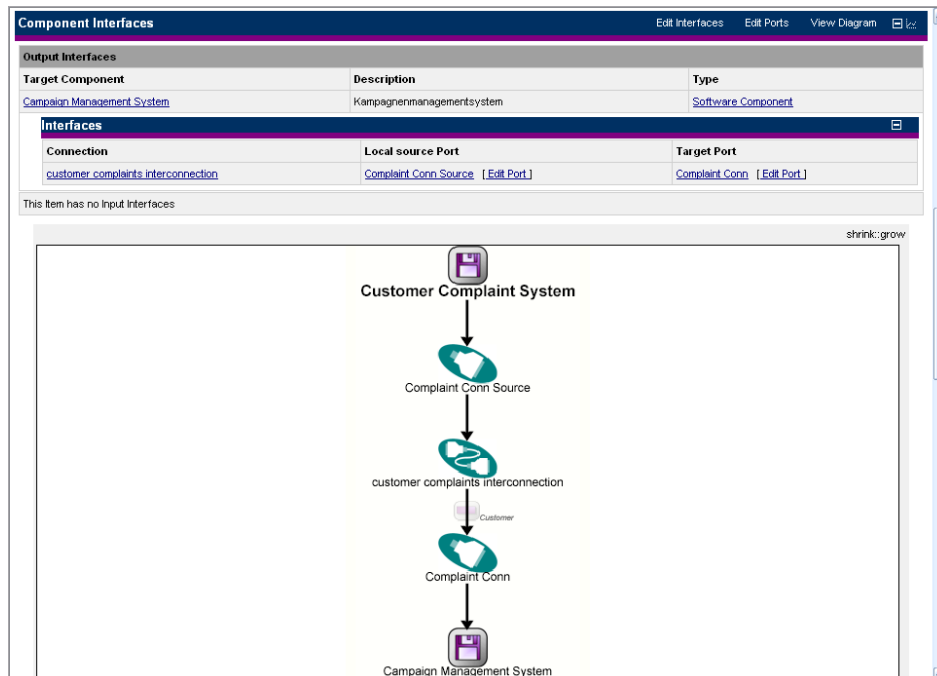 Component Interfaces Edit Interfaces Edit Ports View Diagram
Output Interfaces
Target Component Description Type
Campaign Management System Kampagnenmanagementsystem Software Component
Interfaces
Connection Local source Port Target Port
customer complaints interconnection Complaint Conn Source [ Edit Port ] Complaint Conn [ Edit Port ]
This Item has no Input Interfaces
shrink::grow
Customer Complaint System
Complaint Conn Source
customer complaints interconnection
Customer
Complaint Conn
Campaign Management System